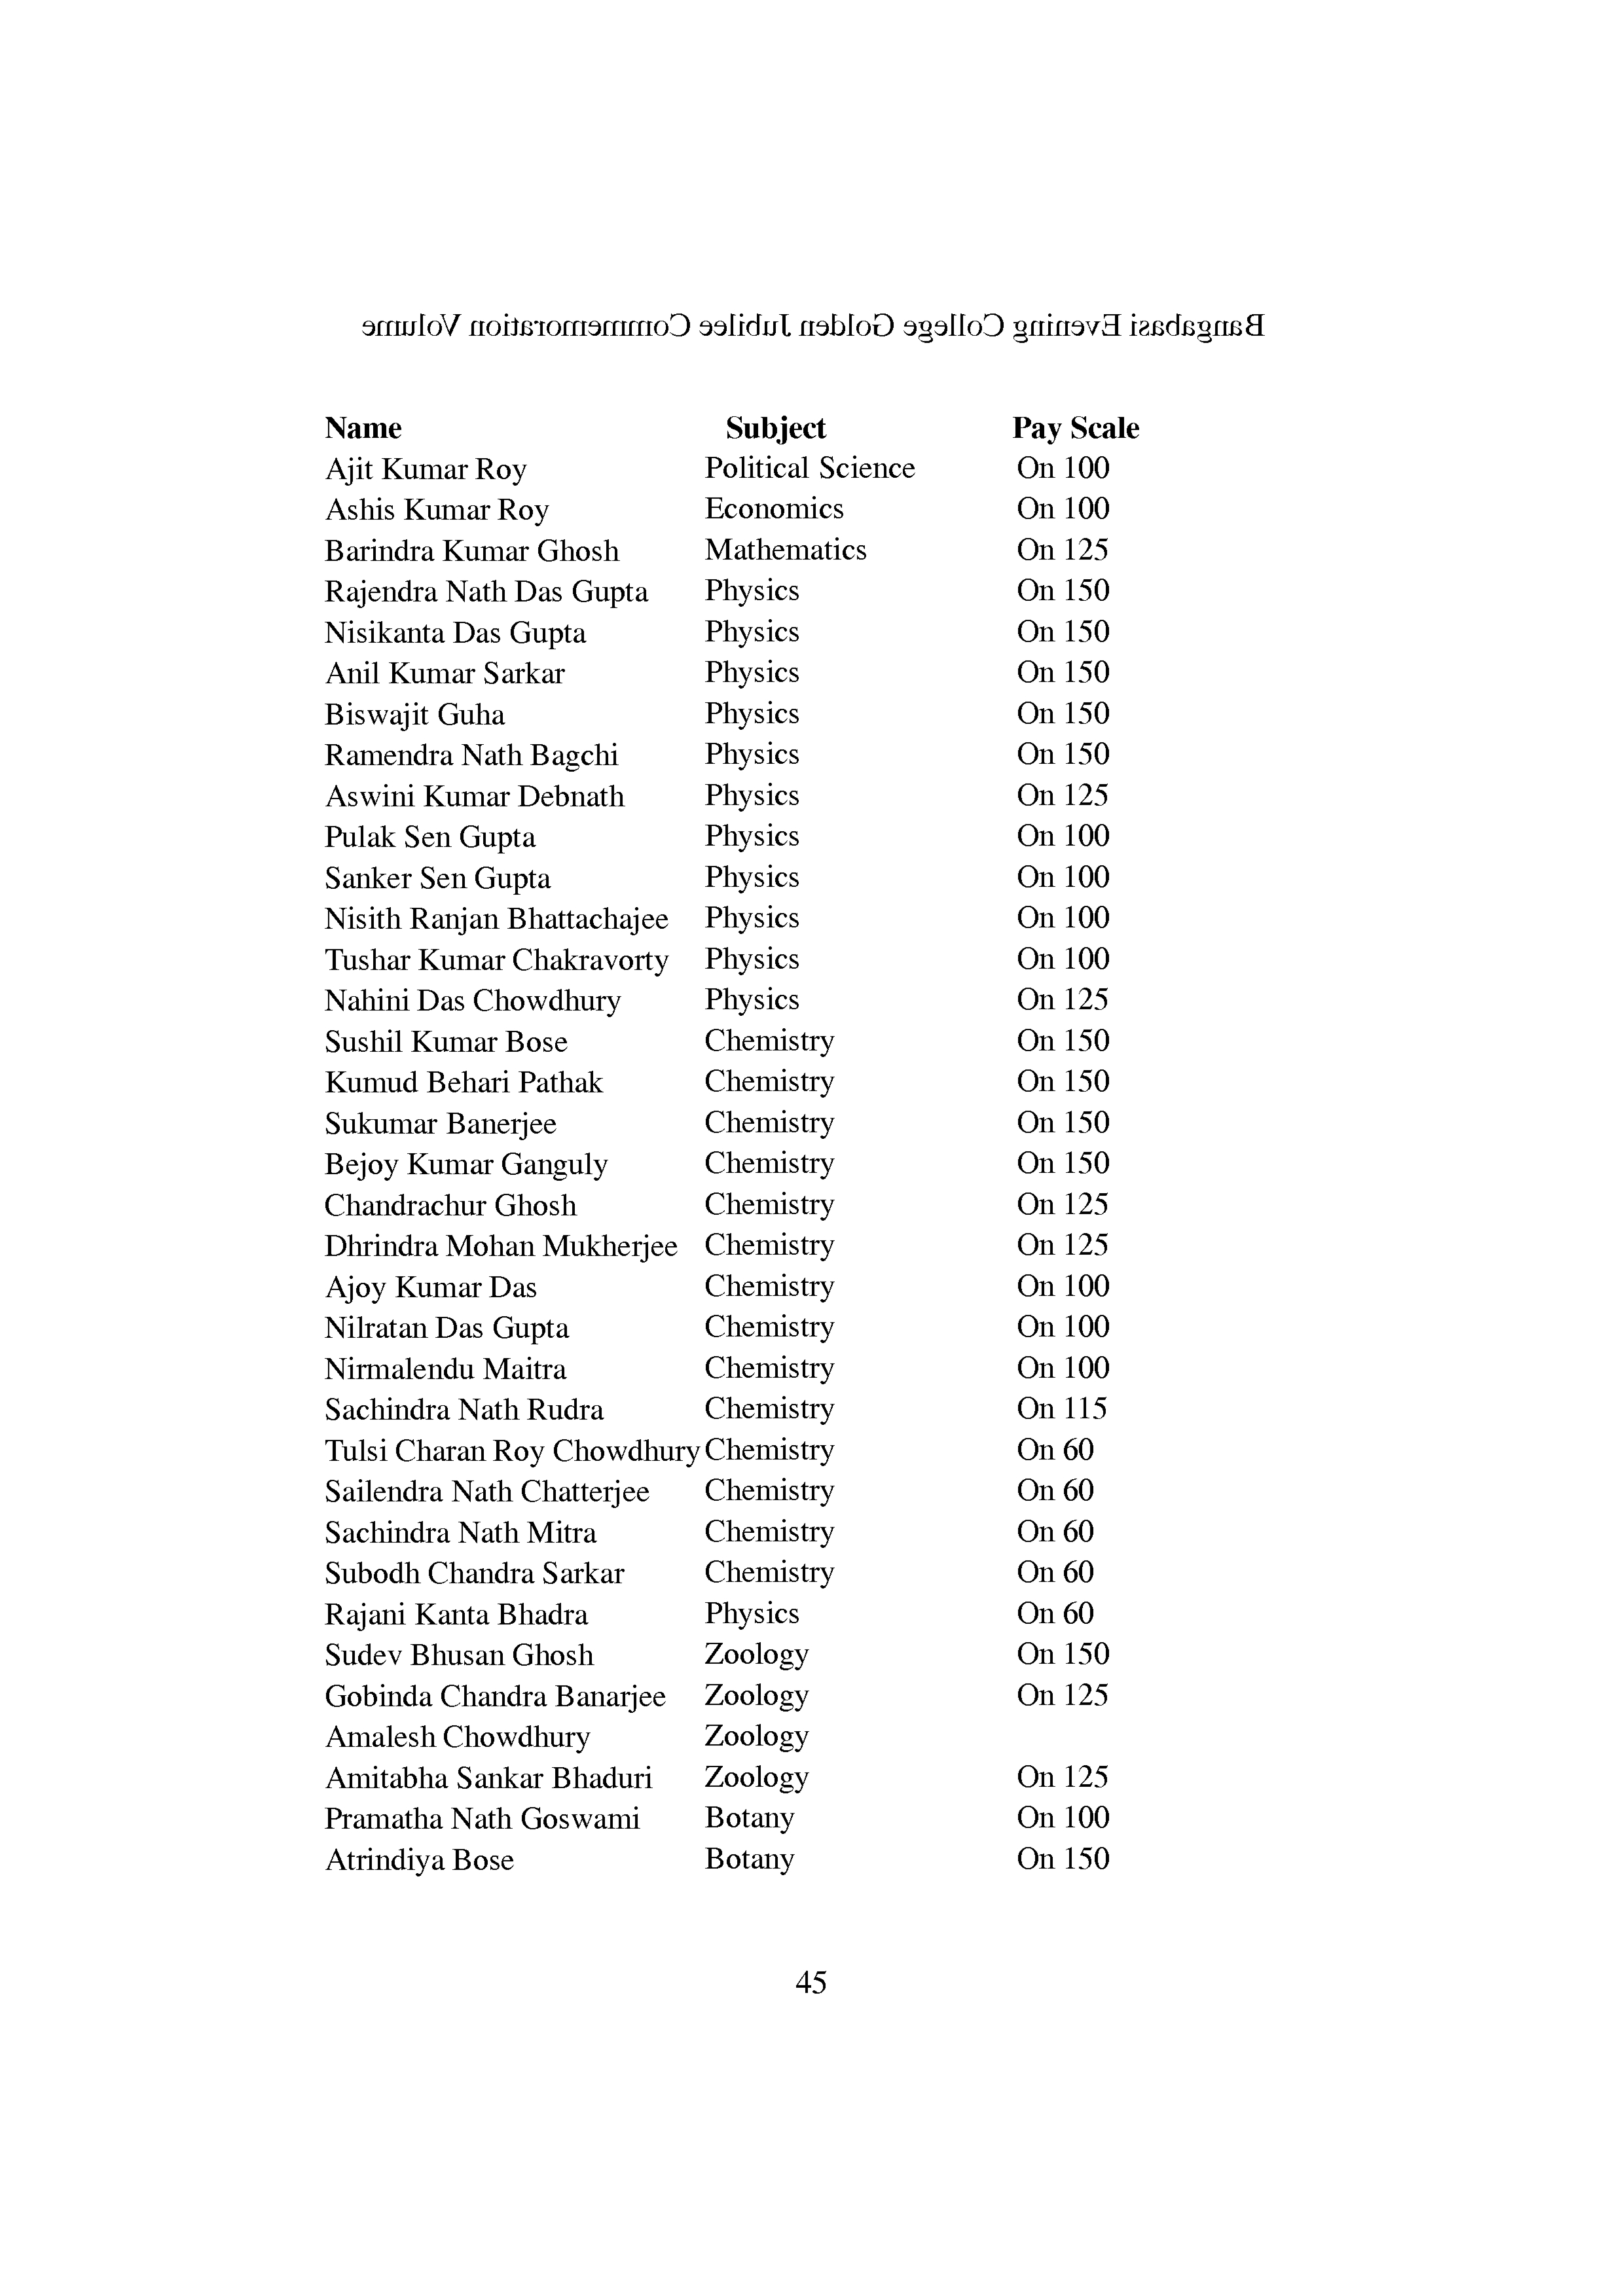 Bangabasi Evening College Golden Jubilee Commemoration Volume
Name Subject Pay Scale
Ajit Kumar Roy Political Science On 100
Ashis Kumar Roy Economics On 100
Barindra Kumar Ghosh Mathematics On 125
Rajendra Nath Das Gupta Physics On 150
Nisikanta Das Gupta Physics On 150
Anil Kumar Sarkar Physics On 150
Biswajit Guha Physics On 150
Ramendra Nath Bagchi Physics On 150
Aswini Kumar Debnath Physics On 125
Pulak Sen Gupta Physics On 100
Sanker Sen Gupta Physics On 100
Nisith Ranjan Bhattachajee Physics On 100
Tushar Kumar Chakravorty Physics On 100
Nahini Das Chowdhury Physics On 125
Sushil Kumar Bose Chemistry On 150
Kumud Behari Pathak Chemistry On 150
Sukumar Banerjee Chemistry On 150
Bejoy Kumar Ganguly Chemistry On 150
Chandrachur Ghosh Chemistry On 125
Dhrindra Mohan Mukherjee Chemistry On 125
Ajoy Kumar Das Chemistry On 100
Nilratan Das Gupta Chemistry On 100
Nirmalendu Maitra Chemistry On 100
Sachindra Nath Rudra Chemistry On 115
Tulsi Charan Roy Chowdhury Chemistry On 60
Sailendra Nath Chatterjee Chemistry On 60
Sachindra Nath Mitra Chemistry On 60
Subodh Chandra Sarkar Chemistry On 60
Rajani Kanta Bhadra Physics On 60
Sudev Bhusan Ghosh Zoology On 150
Gobinda Chandra Banarjee Zoology On 125
Amalesh Chowdhury Zoology
Amitabha Sankar Bhaduri Zoology On 125
Pramatha Nath Goswami Botany On 100
Atrindiya Bose Botany On 150
45